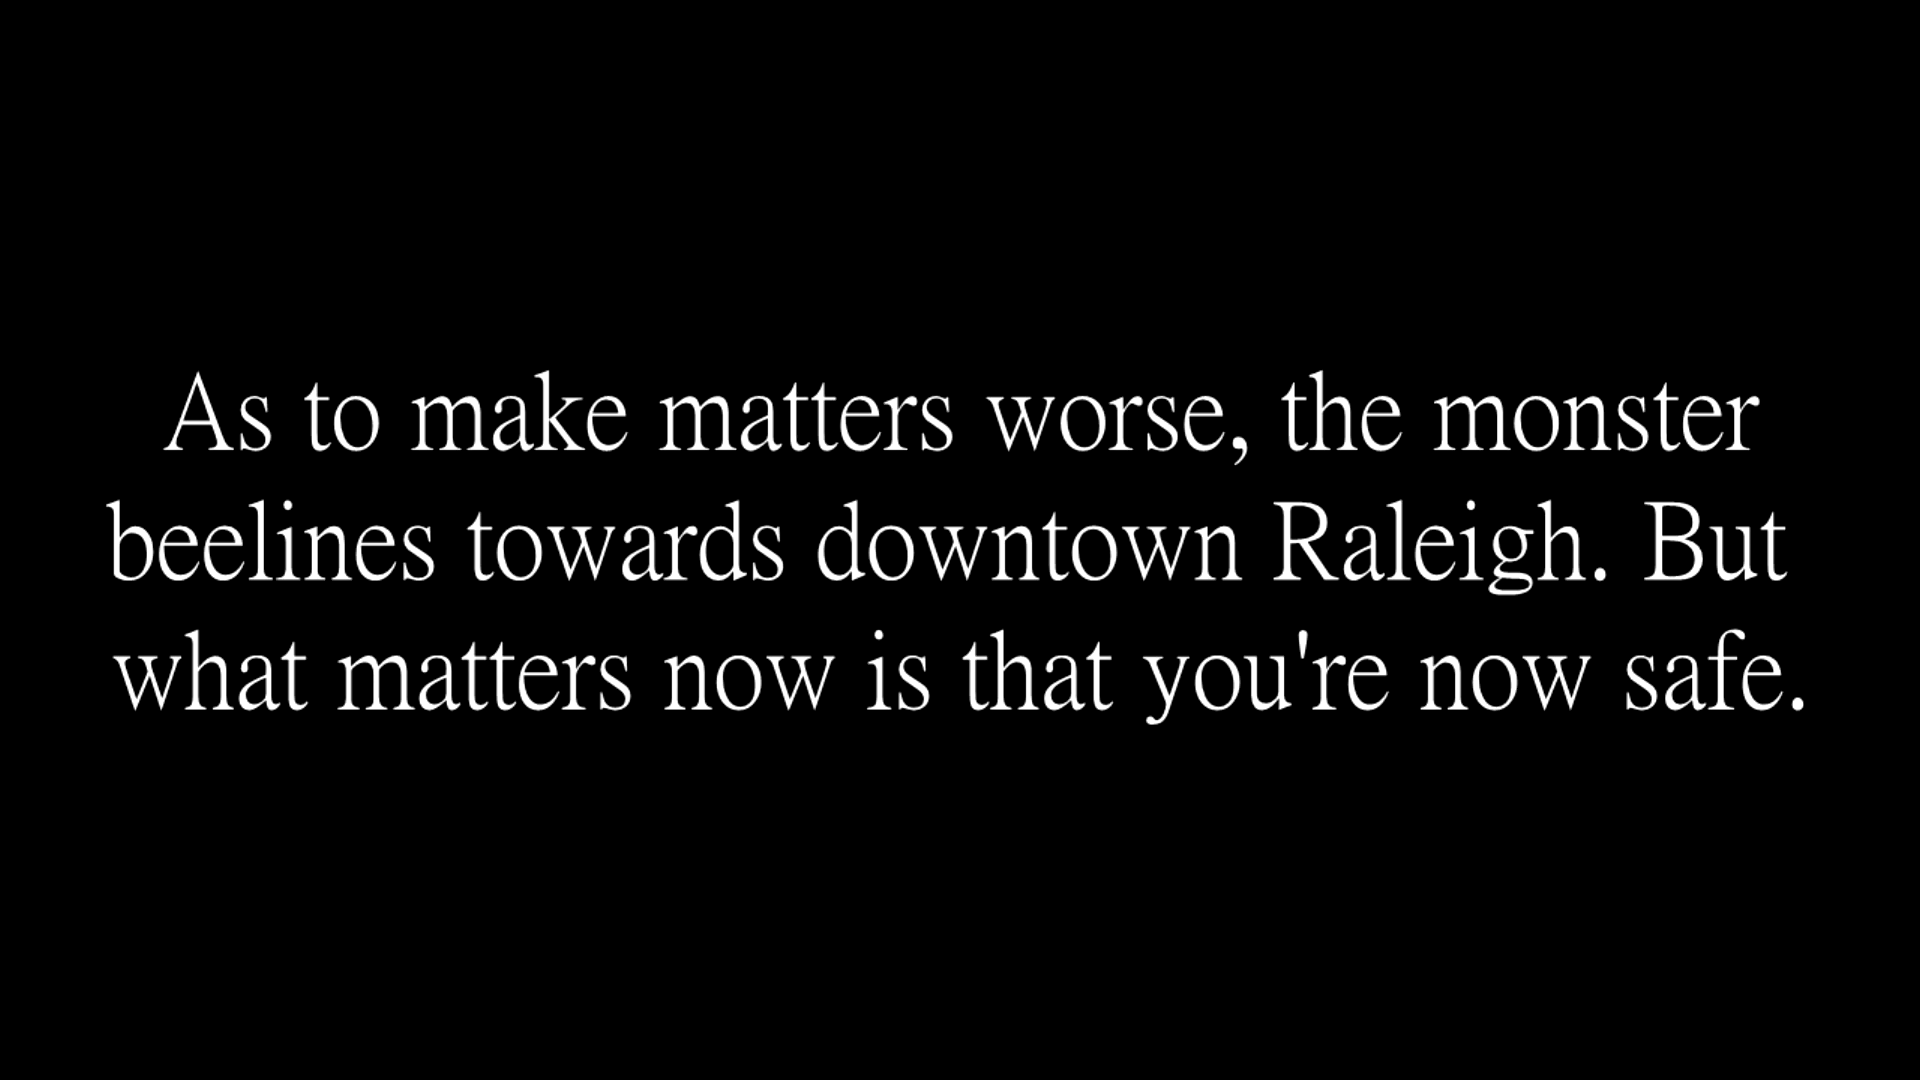 As to make matters worse, the monster
beelines towards downtown Raleigh. But
what matters now is that you're now safe.